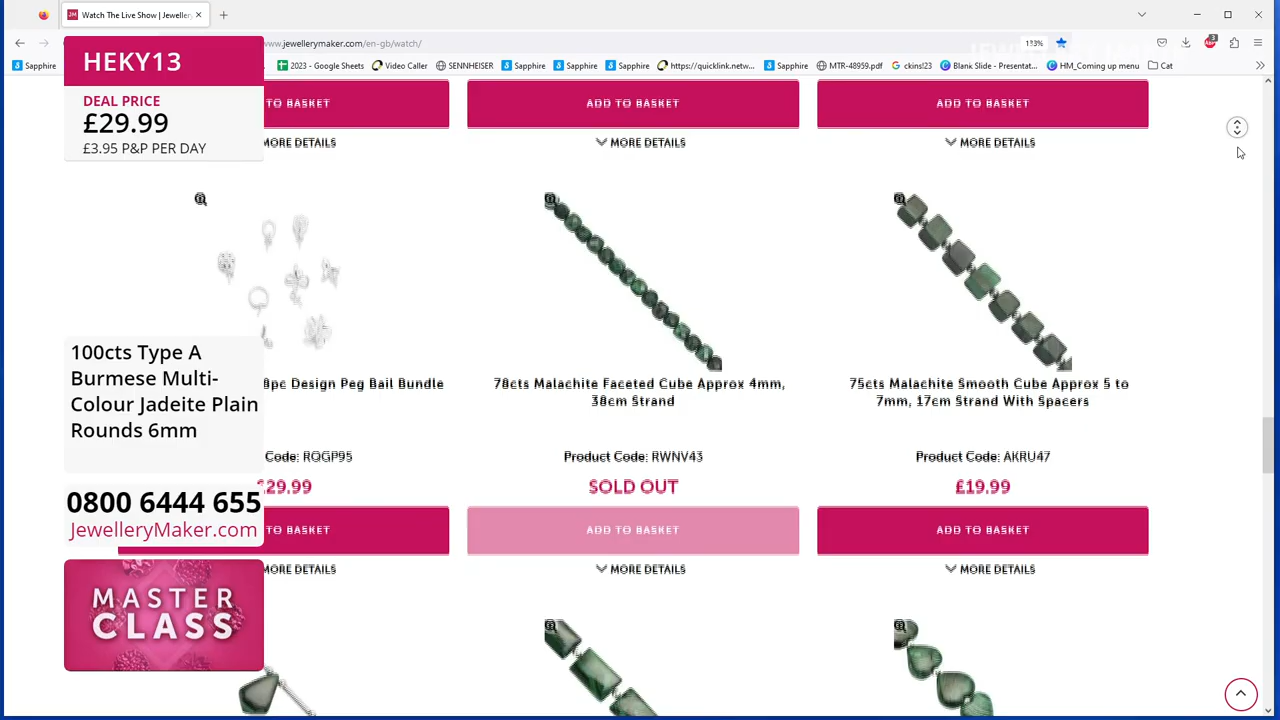 Watch The Live Show | Jeweller
www.jewellerymaker.com/en-gb/watch/
133%
Sapphire
2023 - Google Sheets
Video Caller
SENNHEISER
Sapphire
Sapphire
Sapphire
https://quicklink.netw...
Sapphire
MTR-48959.pdf
ckins!23
Blank Slide - Presentat...
HM_Coming up menu
Cat
HEKY13
DEAL PRICE
£29.99
£3.95 P&P PER DAY
TO BASKET
ADD TO BASKET
ADD TO BASKET
MORE DETAILS
MORE DETAILS
MORE DETAILS
100cts Type A
Burmese Multi-
Colour Jadeite Plain
Rounds 6mm
8pc Design Peg Bail Bundle
78cts Malachite Faceted Cube Approx 4mm,
38cm Strand
75cts Malachite Smooth Cube Approx 5 to
7mm, 17cm Strand With Spacers
Code: RQGP95
Product Code: RWNV43
Product Code: AKRU47
£29.99
SOLD OUT
£19.99
0800 6444 655
JewelleryMaker.com
TO BASKET
ADD TO BASKET
ADD TO BASKET
MORE DETAILS
MORE DETAILS
MORE DETAILS
MASTER
CLASS